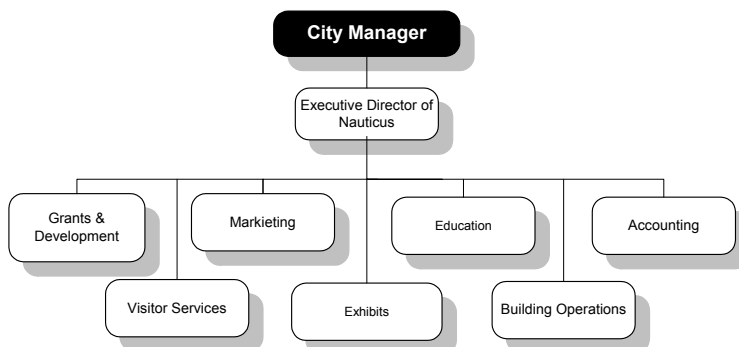 City Manager
Executive Director of
Nauticus
Grants &
Development
Markieting
Education
Accounting
Visitor Services
Exhibits
Building Operations